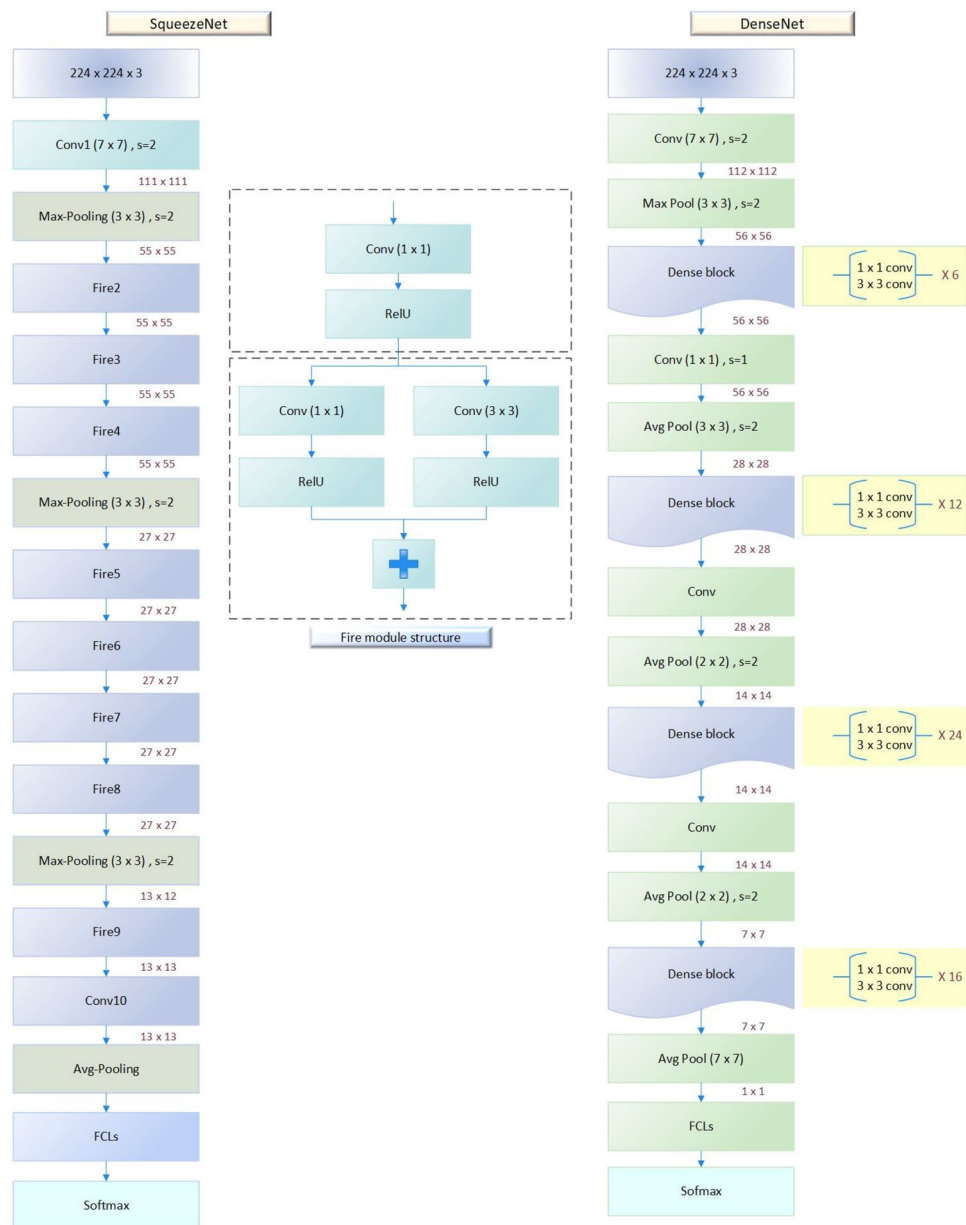 SqueezeNet
224 x 224 x 3
Conv1 (7 x 7) , s=2
111 x 111
Max-Pooling (3 x 3) , s=2
55 x 55
Fire2
55 x 55
Fire3
55 x 55
Fire4
55 x 55
Max-Pooling (3 x 3) , s=2
27 x 27
Fire5
27 x 27
Fire6
27 x 27
Fire7
27 x 27
Fire8
27 x 27
Max-Pooling (3 x 3) , s=2
13 x 12
Fire9
13 x 13
Conv10
13 x 13
Avg-Pooling
FCLs
Softmax
Conv (1 x 1)
RelU
Conv (1 x 1)
Conv (3 x 3)
RelU
RelU
Fire module structure
DenseNet
224 x 224 x 3
Conv (7 x 7) , s=2
112 x 112
Max Pool (3 x 3) , s=2
56 x 56
Dense block
1 x 1 conv
3 x 3 conv
X 6
56 x 56
Conv (1 x 1) , s=1
56 x 56
Avg Pool (3 x 3) , s=2
28 x 28
Dense block
1 x 1 conv
3 x 3 conv
X 12
28 x 28
Conv
28 x 28
Avg Pool (2 x 2) , s=2
14 x 14
Dense block
1 x 1 conv
3 x 3 conv
X 24
14 x 14
Conv
14 x 14
Avg Pool (2 x 2) , s=2
7 x 7
Dense block
1 x 1 conv
3 x 3 conv
X 16
7 x 7
Avg Pool (7 x 7)
1 x 1
FCLs
Sofmax